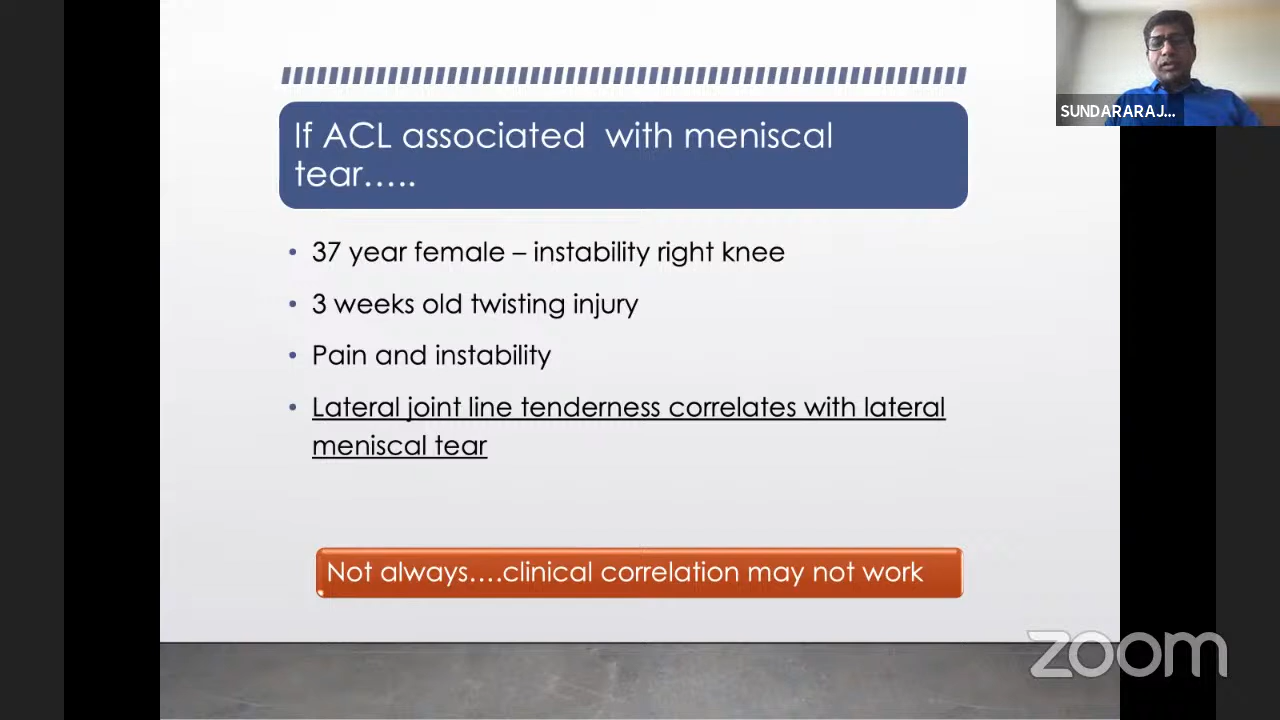 SUNDARARAJ...
If ACL associated  with meniscal
tear…..
• 37 year female – instability right knee
• 3 weeks old twisting injury
• Pain and instability
• Lateral joint line tenderness correlates with lateral
meniscal tear
Not always….clinical correlation may not work
zoom